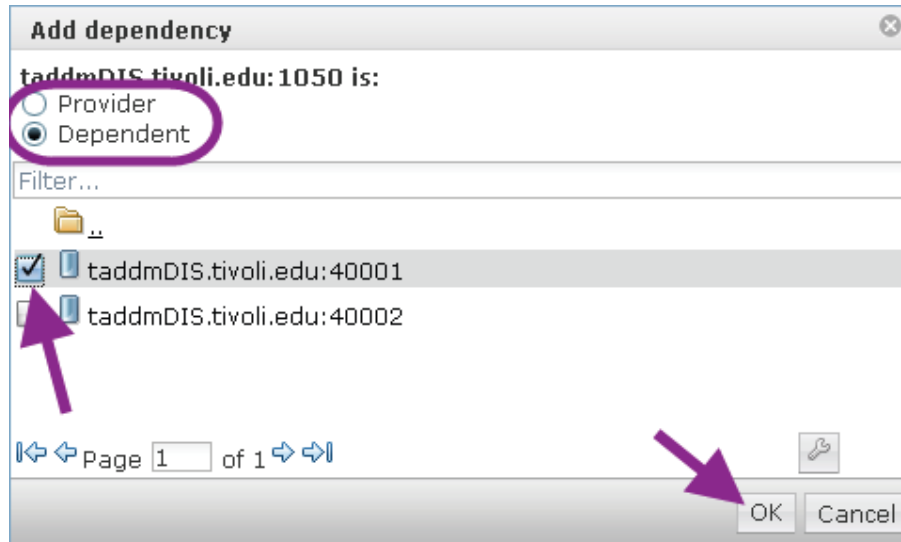 Add dependency
taddmDIS.tivoli.edu:1050 is:
Provider
Dependent
Filter...
..
taddmDIS.tivoli.edu:40001
taddmDIS.tivoli.edu:40002
Page 1 of 1
OK Cancel